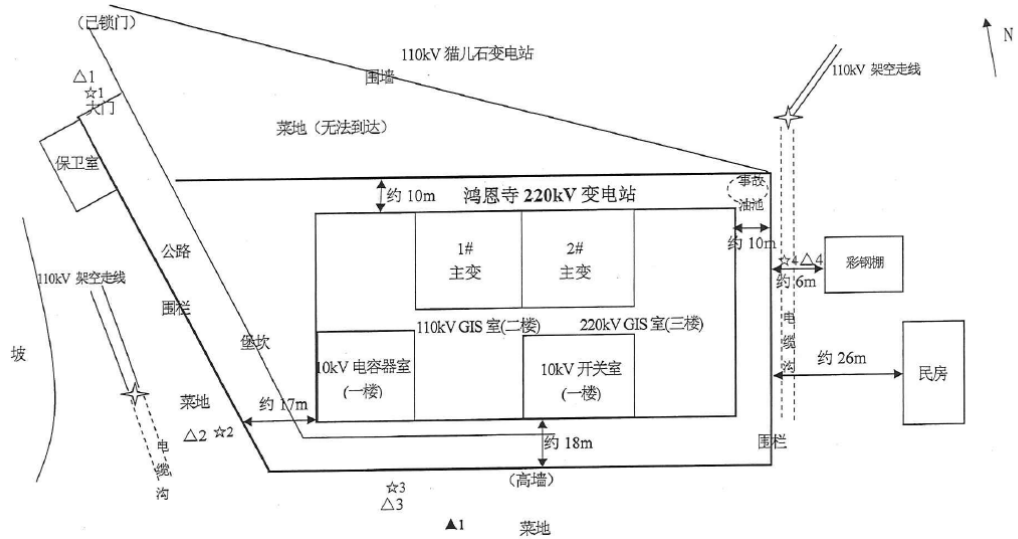 (已锁门)
N
110kV 猫儿石变电站
110kV 架空走线
围墙
△1
☆1
大门
菜地（无法到达）
保卫室
约 10m
鸿恩寺 220kV 变电站
事故
油池
约 10m
1#
主变
2#
主变
☆4△4
约 6m
彩钢棚
公路
110kV 架空走线
围栏
110kV GIS 室(二楼)
220kV GIS 室(三楼)
电缆沟
堡坎
坡
10kV 电容器室
(一楼)
10kV 开关室
(一楼)
约 26m
民房
菜地
约 17m
△2 ☆2
约 18m
围栏
电缆沟
(高墙)
☆3
△3
▲1
菜地